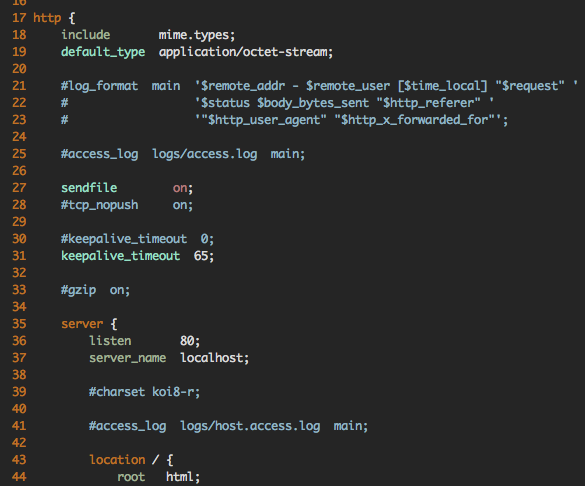 16
17 http {
18     include       mime.types;
19     default_type  application/octet-stream;
20
21     #log_format  main  '$remote_addr - $remote_user [$time_local] "$request" '
22     #                  '$status $body_bytes_sent "$http_referer" '
23     #                  '"$http_user_agent" "$http_x_forwarded_for"';
24
25     #access_log  logs/access.log  main;
26
27     sendfile        on;
28     #tcp_nopush     on;
29
30     #keepalive_timeout  0;
31     keepalive_timeout  65;
32
33     #gzip  on;
34
35     server {
36         listen       80;
37         server_name  localhost;
38
39         #charset koi8-r;
40
41         #access_log  logs/host.access.log  main;
42
43         location / {
44             root   html;